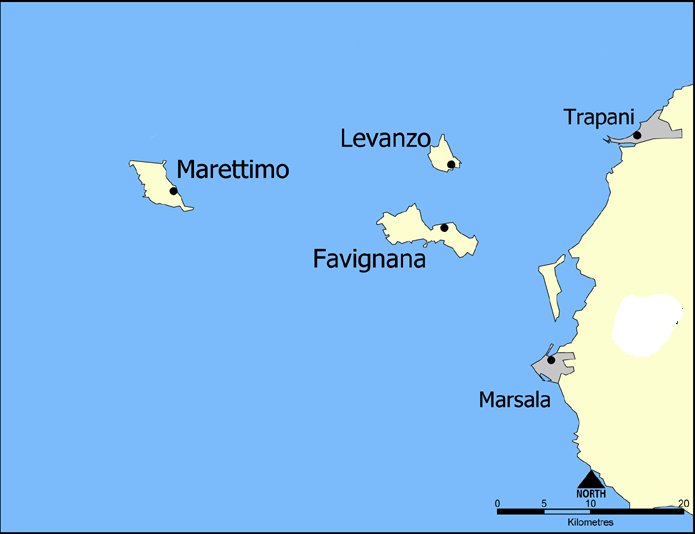 Trapani
Levanzo
Marettimo
Favignana
Marsala
NORTH
0 5 10 20
Kilometres